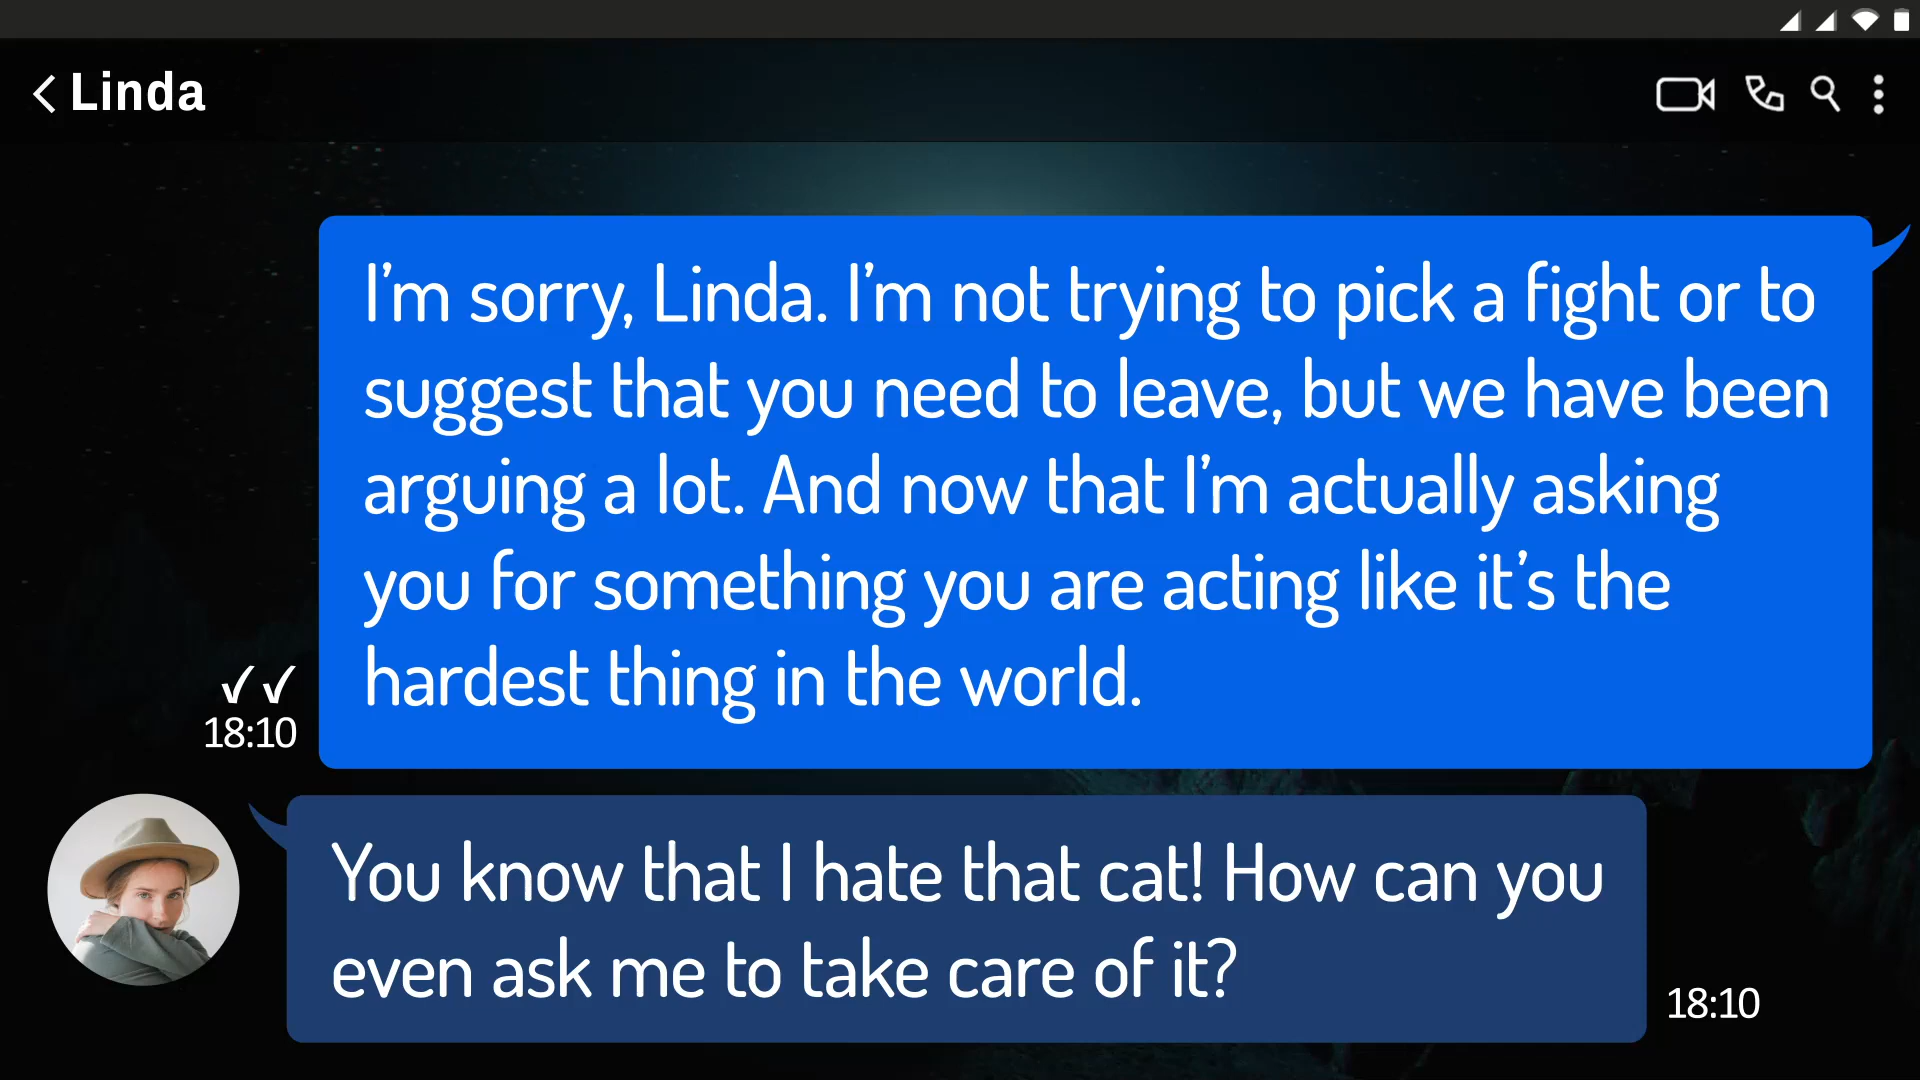 Linda
I’m sorry, Linda. I’m not trying to pick a fight or to
suggest that you need to leave, but we have been
arguing a lot. And now that I’m actually asking
you for something you are acting like it’s the
hardest thing in the world.
18:10
You know that I hate that cat! How can you
even ask me to take care of it?
18:10